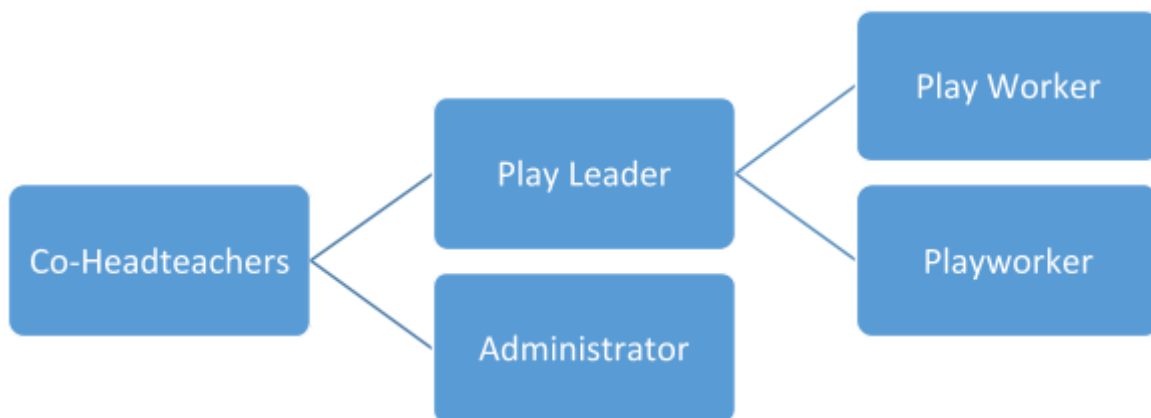 Co-Headteachers
Play Leader
Administrator
Play Worker
Playworker